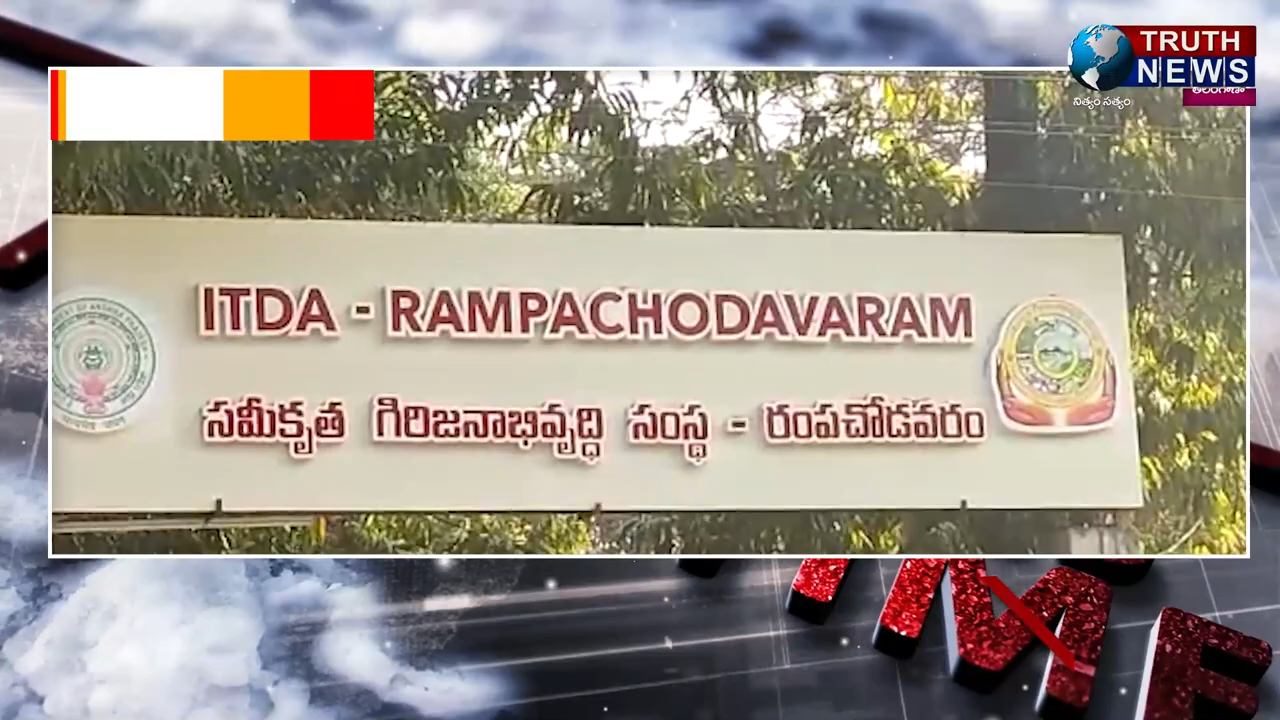 TRUTH
NEWS
నిత్యం సత్యం
తెలంగాణా
ITDA - RAMPACHODAVARAM
సమీకృత గిరిజనాభివృద్ధి సంస్థ - రంపచోడవరం